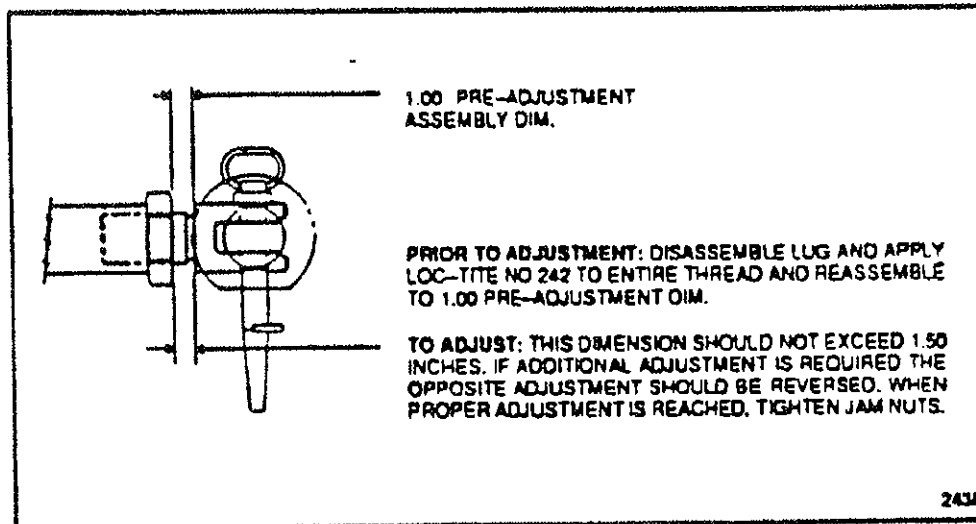 1.00 PRE-ADJUSTMENT
ASSEMBLY DIM.
PRIOR TO ADJUSTMENT: DISASSEMBLE LUG AND APPLY
LOC-TITE NO 242 TO ENTIRE THREAD AND REASSEMBLE
TO 1.00 PRE-ADJUSTMENT DIM.
TO ADJUST: THIS DIMENSION SHOULD NOT EXCEED 1.50
INCHES. IF ADDITIONAL ADJUSTMENT IS REQUIRED THE
OPPOSITE ADJUSTMENT SHOULD BE REVERSED. WHEN
PROPER ADJUSTMENT IS REACHED, TIGHTEN JAM NUTS.